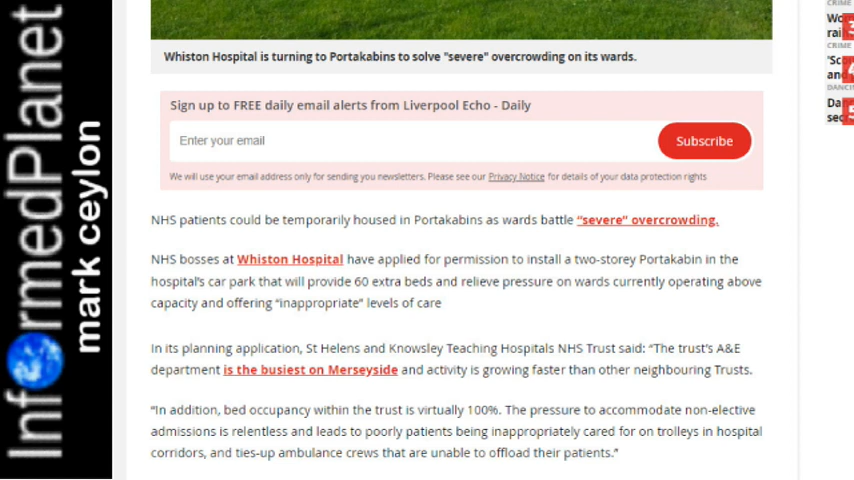 InformedPlanet
mark ceylon
Whiston Hospital is turning to Portakabins to solve "severe" overcrowding on its wards.
Sign up to FREE daily email alerts from Liverpool Echo - Daily
Enter your email
Subscribe
We will use your email address only for sending you newsletters. Please see our Privacy Notice for details of your data protection rights
NHS patients could be temporarily housed in Portakabins as wards battle “severe” overcrowding.
NHS bosses at Whiston Hospital have applied for permission to install a two-storey Portakabin in the
hospital’s car park that will provide 60 extra beds and relieve pressure on wards currently operating above
capacity and offering “inappropriate” levels of care
In its planning application, St Helens and Knowsley Teaching Hospitals NHS Trust said: “The trust’s A&E
department is the busiest on Merseyside and activity is growing faster than other neighbouring Trusts.
“In addition, bed occupancy within the trust is virtually 100%. The pressure to accommodate non-elective
admissions is relentless and leads to poorly patients being inappropriately cared for on trolleys in hospital
corridors, and ties-up ambulance crews that are unable to offload their patients.”
CRIME
CRIME
and